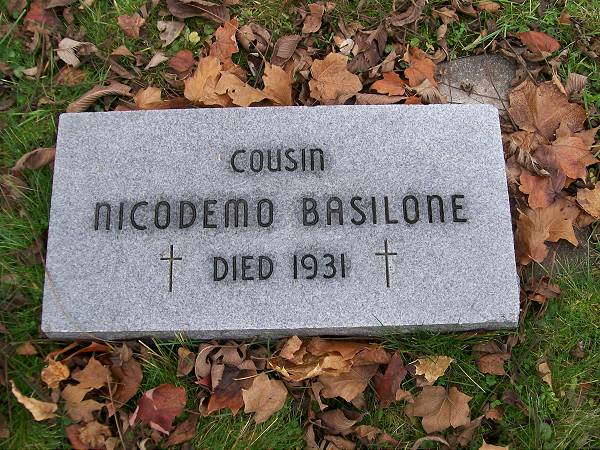 COUSIN
NICODEMO BASILONE
DIED 1931